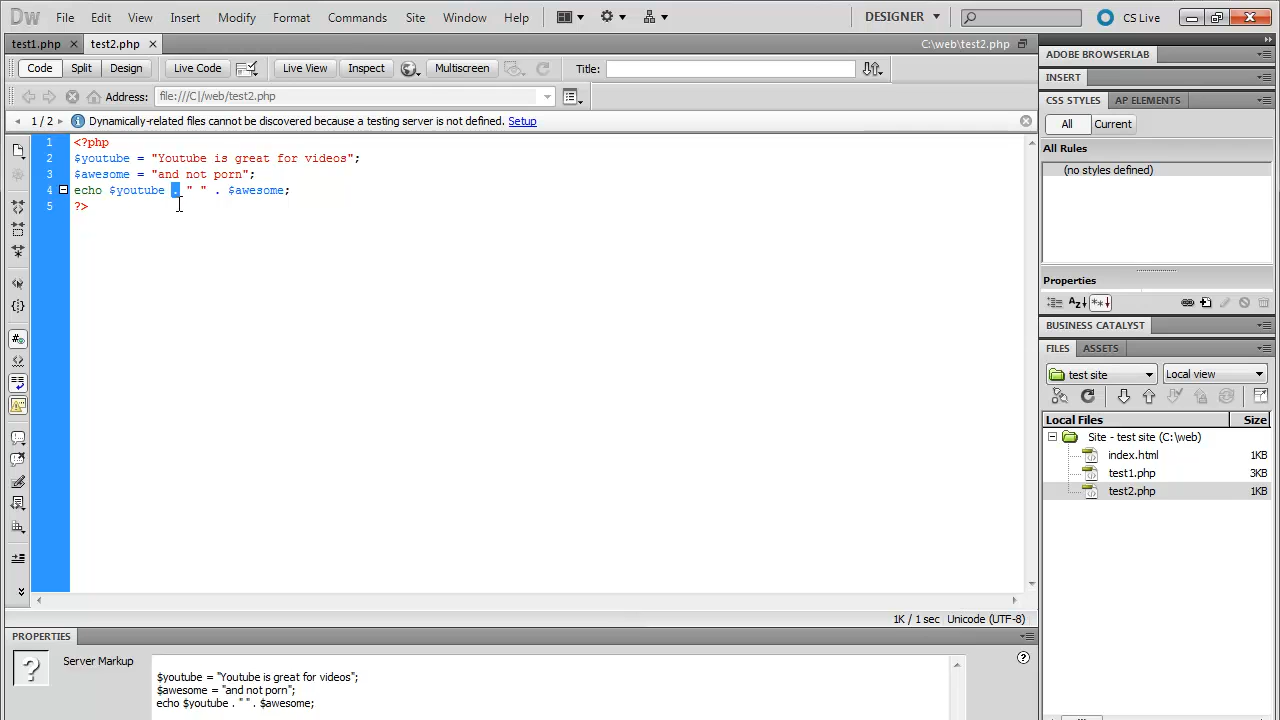 Dw File Edit View Insert Modify Format Commands Site Window Help DESIGNER CS Live
test1.php test2.php C:\web\test2.php
Code Split Design Live Code Live View Inspect Multiscreen Title:
Address: file:///C|/web/test2.php
1 / 2 Dynamically-related files cannot be discovered because a testing server is not defined. Setup
1 <?php
2 $youtube = "Youtube is great for videos";
3 $awesome = "and not porn";
4 echo $youtube . " " . $awesome;
5 ?>
1K / 1 sec Unicode (UTF-8)
PROPERTIES
Server Markup
$youtube = "Youtube is great for videos";
$awesome = "and not porn";
echo $youtube . " " . $awesome;
ADOBE BROWSERLAB
INSERT
CSS STYLES AP ELEMENTS
All Current
All Rules
(no styles defined)
Properties
BUSINESS CATALYST
FILES ASSETS
test site Local view
Local Files Size
Site - test site (C:\web)
index.html 1KB
test1.php 3KB
test2.php 1KB